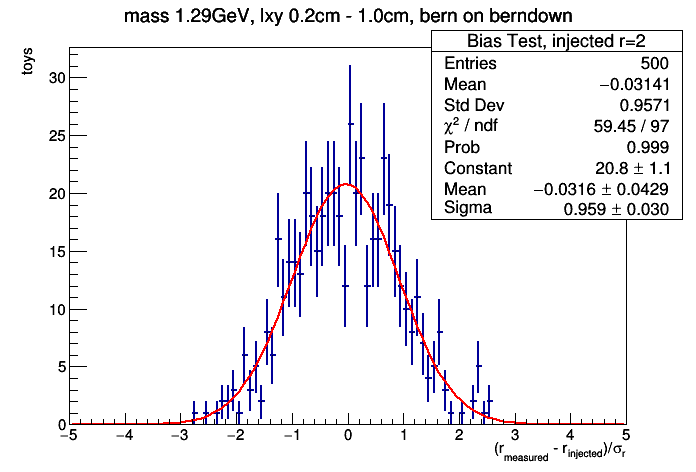 mass 1.29GeV, lxy 0.2cm - 1.0cm, bern on berndown
toys
Bias Test, injected r=2
Entries 500
Mean −0.03141
Std Dev 0.9571
χ² / ndf 59.45 / 97
Prob 0.999
Constant 20.8 ± 1.1
Mean −0.0316 ± 0.0429
Sigma 0.959 ± 0.030
30
25
20
15
10
5
0
−5 −4 −3 −2 −1 0 1 2 3 4 5
(r_measured - r_injected)/σ_r